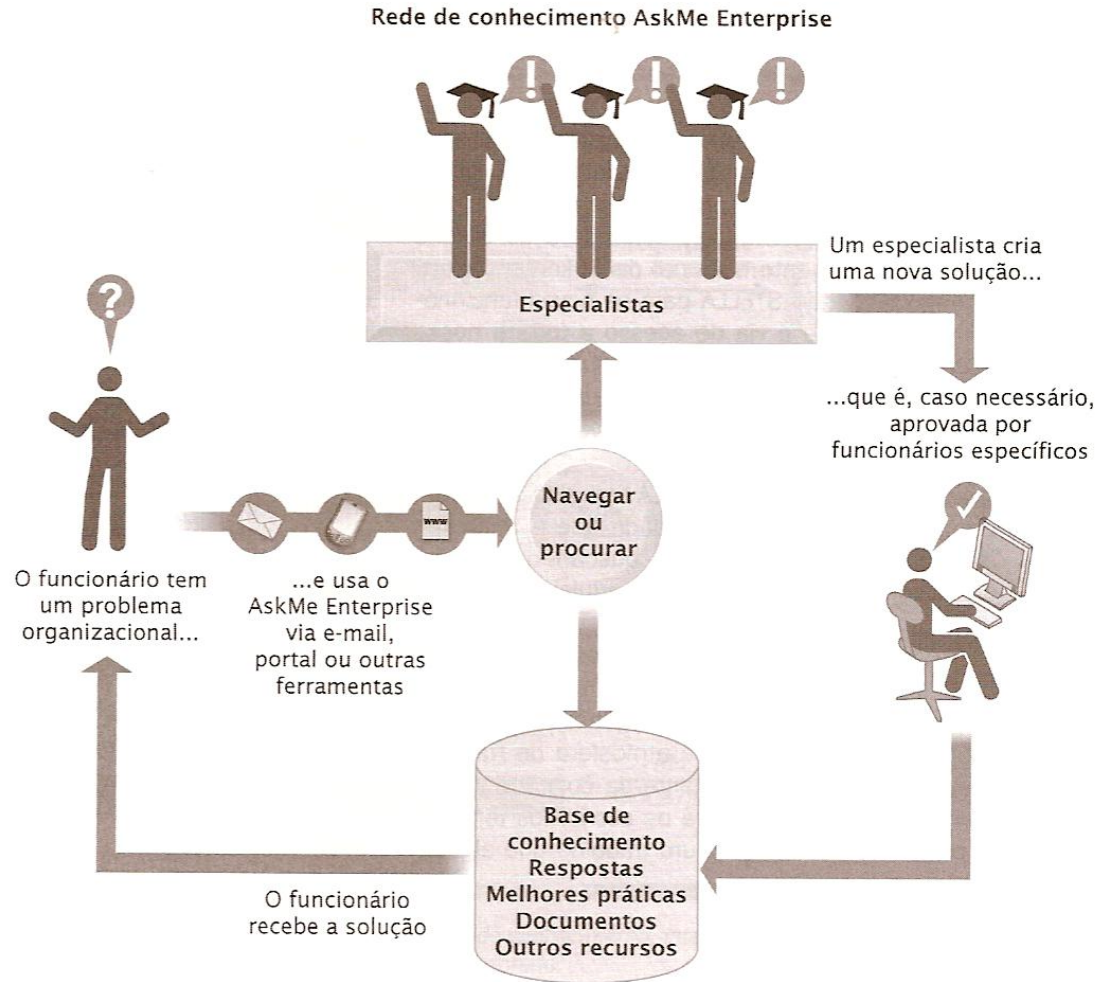 Rede de conhecimento AskMe Enterprise
!
!
!
Um especialista cria
uma nova solução...
Especialistas
?
...que é, caso necessário,
aprovada por
funcionários específicos
Navegar
ou
procurar
www
O funcionário tem
um problema
organizacional...
...e usa o
AskMe Enterprise
via e-mail,
portal ou outras
ferramentas
Base de
conhecimento
Respostas
Melhores práticas
Documentos
Outros recursos
O funcionário
recebe a solução